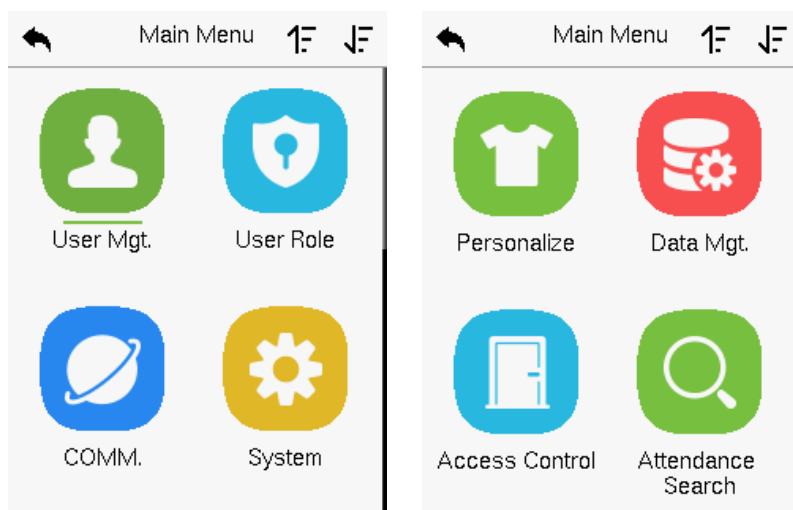 Main Menu
User Mgt.
User Role
COMM.
System
Main Menu
Personalize
Data Mgt.
Access Control
Attendance
Search